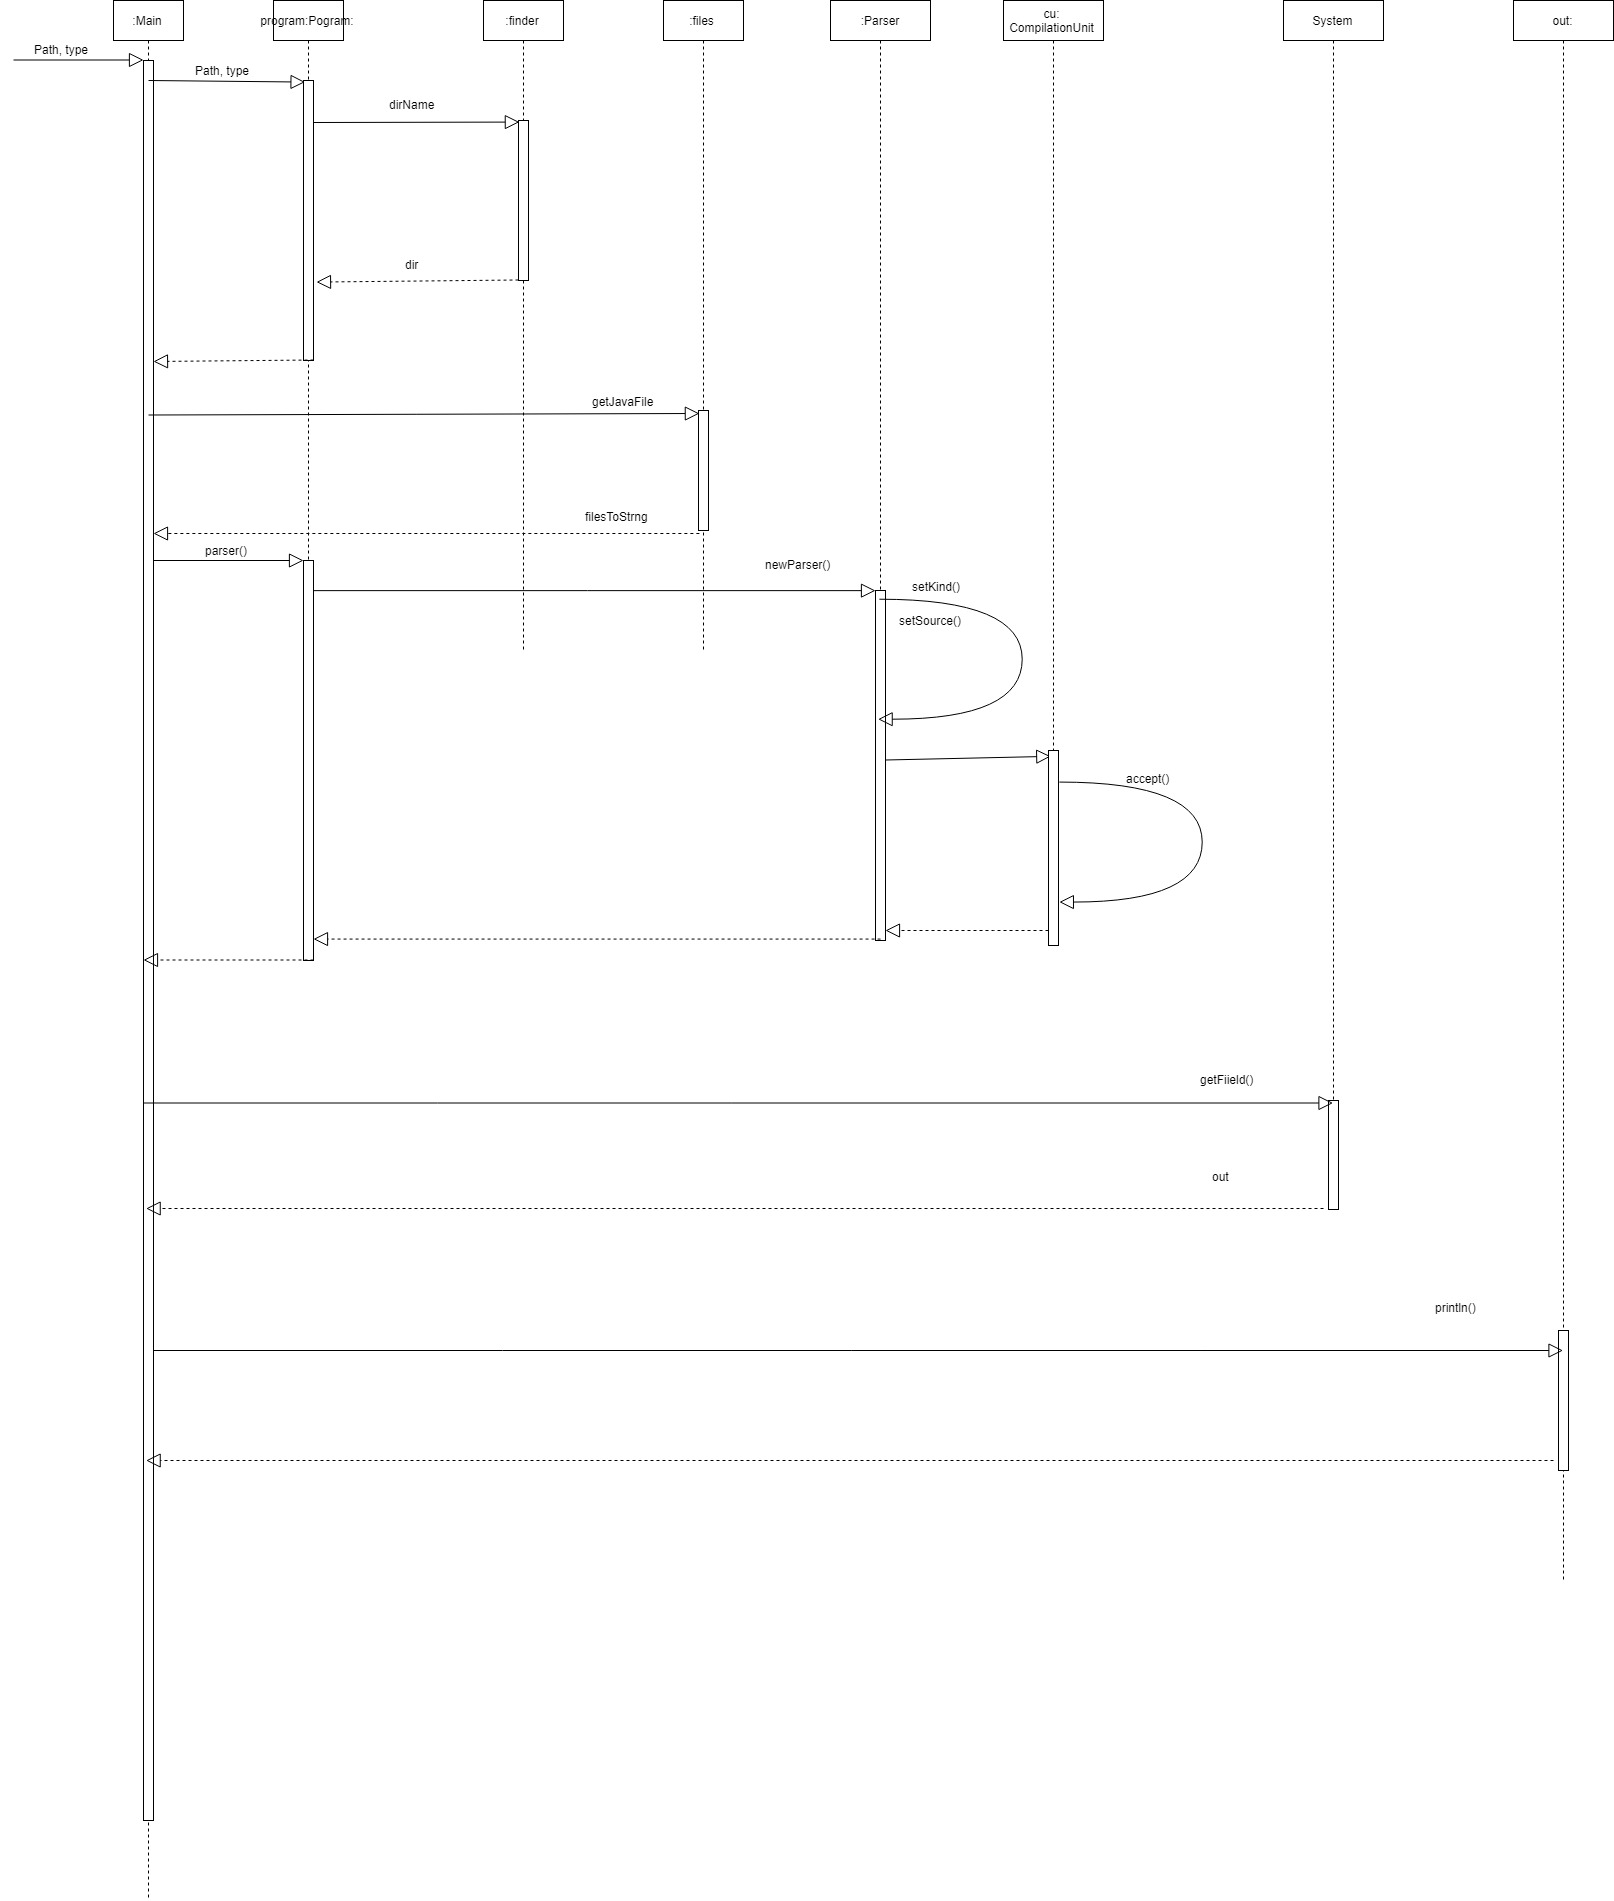 :Main
program:Pogram:
:finder
:files
:Parser
cu:
CompilationUnit
System
out:
Path, type
Path, type
dirName
dir
getJavaFile
filesToStrng
parser()
newParser()
setKind()
setSource()
accept()
getFiield()
out
println()